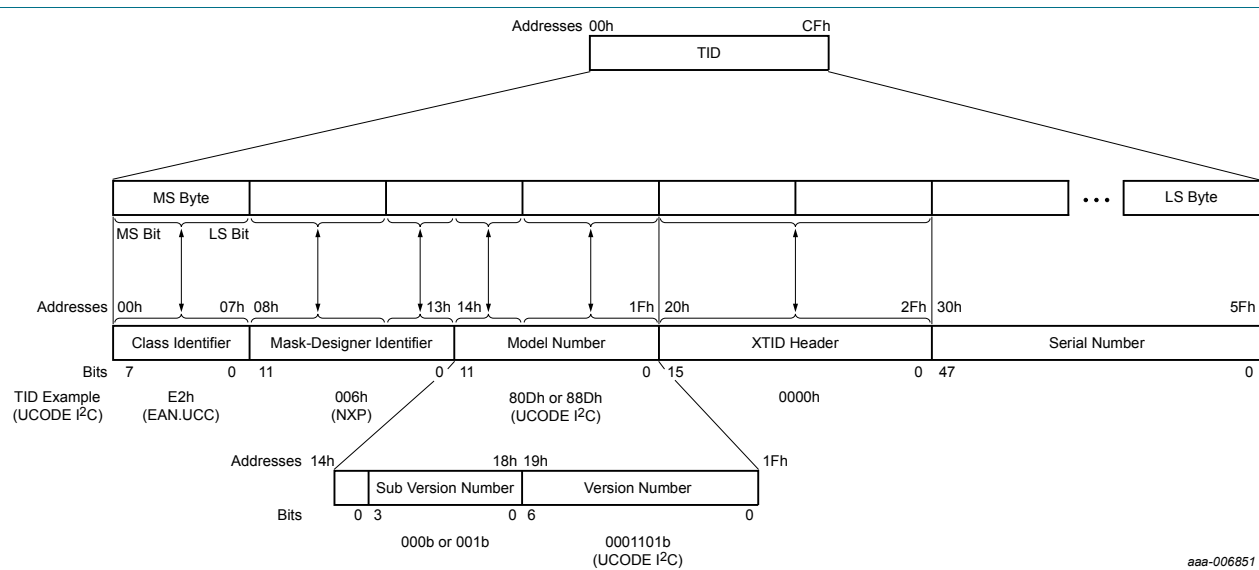 Addresses 00h CFh
TID
MS Byte ... LS Byte
MS Bit LS Bit
Addresses 00h 07h 08h 13h 14h 1Fh 20h 2Fh 30h 5Fh
Class Identifier Mask-Designer Identifier Model Number XTID Header Serial Number
Bits 7 0 11 0 11 0 15 0 47 0
TID Example E2h 006h 80Dh or 88Dh 0000h
(UCODE I2C) (EAN.UCC) (NXP) (UCODE I2C)
Addresses 14h 18h 19h 1Fh
Sub Version Number Version Number
Bits 0 3 0 6 0
000b or 001b 0001101b
(UCODE I2C)
aaa-006851